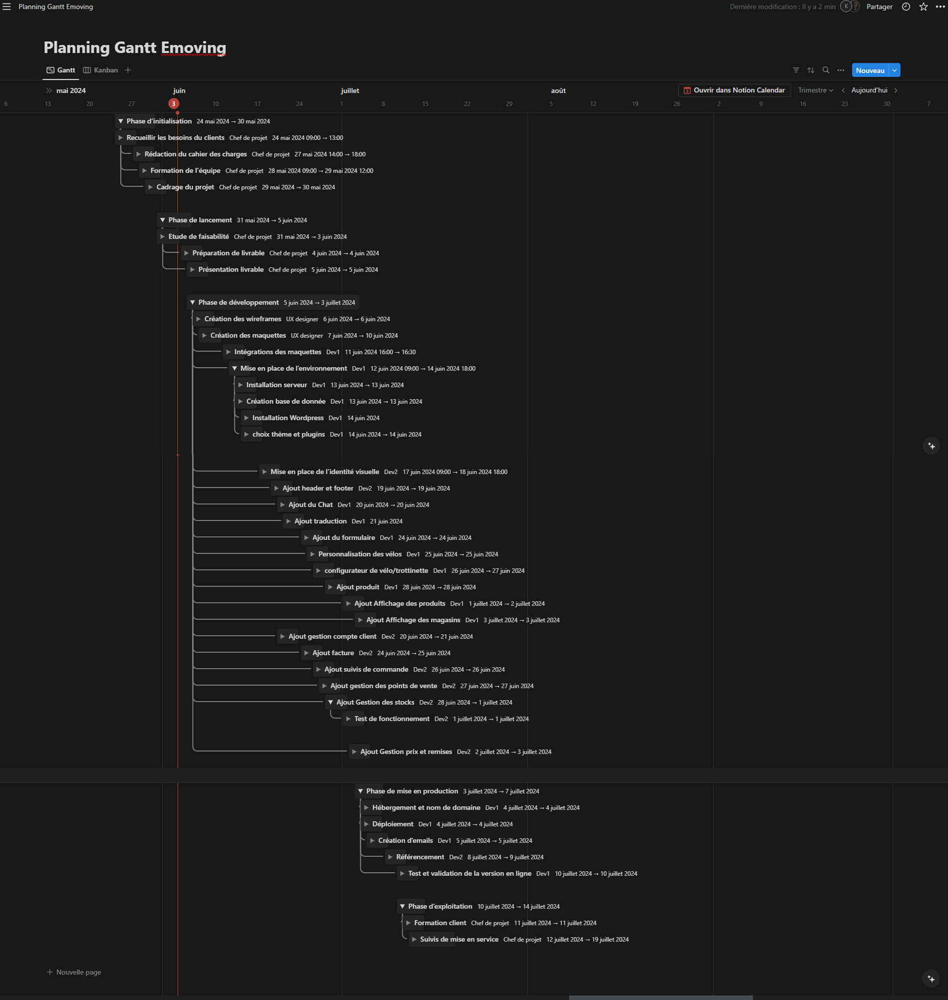 Planning Gantt Emoving
Dernière modification : Il y a 2 min K Partager
Planning Gantt Emoving
Gantt Kanban
Nouveau
mai 2024 juin juillet août Ouvrir dans Notion Calendar Trimestre Aujourd’hui
6 13 20 27 3 10 17 24 1 8 15 22 29 5 12 19 26 2 9 16 23 30 7
Phase d’initialisation 24 mai 2024 → 30 mai 2024
Recueillir les besoins du clients Chef de projet 24 mai 2024 09:00 → 13:00
Rédaction du cahier des charges Chef de projet 27 mai 2024 14:00 → 18:00
Formation de l’équipe Chef de projet 28 mai 2024 09:00 → 29 mai 2024 12:00
Cadrage du projet Chef de projet 29 mai 2024 → 30 mai 2024
Phase de lancement 31 mai 2024 → 5 juin 2024
Etude de faisabilité Chef de projet 31 mai 2024 → 3 juin 2024
Préparation de livrable Chef de projet 4 juin 2024 → 4 juin 2024
Présentation livrable Chef de projet 5 juin 2024 → 5 juin 2024
Phase de développement 5 juin 2024 → 3 juillet 2024
Création des wireframes UX designer 6 juin 2024 → 6 juin 2024
Création des maquettes UX designer 7 juin 2024 → 10 juin 2024
Intégrations des maquettes Dev1 11 juin 2024 16:00 → 16:30
Mise en place de l’environnement Dev1 12 juin 2024 09:00 → 14 juin 2024 18:00
Installation serveur Dev1 13 juin 2024 → 13 juin 2024
Création base de donnée Dev1 13 juin 2024 → 13 juin 2024
Installation Wordpress Dev1 14 juin 2024
choix thème et plugins Dev1 14 juin 2024 → 14 juin 2024
Mise en place de l’identité visuelle Dev2 17 juin 2024 09:00 → 18 juin 2024 18:00
Ajout header et footer Dev2 19 juin 2024 → 19 juin 2024
Ajout du Chat Dev1 20 juin 2024 → 20 juin 2024
Ajout traduction Dev1 21 juin 2024
Ajout du formulaire Dev1 24 juin 2024 → 24 juin 2024
Personnalisation des vélos Dev1 25 juin 2024 → 25 juin 2024
configurateur de vélo/trottinette Dev1 26 juin 2024 → 27 juin 2024
Ajout produit Dev1 28 juin 2024 → 28 juin 2024
Ajout Affichage des produits Dev1 1 juillet 2024 → 2 juillet 2024
Ajout Affichage des magasins Dev1 3 juillet 2024 → 3 juillet 2024
Ajout gestion compte client Dev2 20 juin 2024 → 21 juin 2024
Ajout facture Dev2 24 juin 2024 → 25 juin 2024
Ajout suivis de commande Dev2 26 juin 2024 → 26 juin 2024
Ajout gestion des points de vente Dev2 27 juin 2024 → 27 juin 2024
Ajout Gestion des stocks Dev2 28 juin 2024 → 1 juillet 2024
Test de fonctionnement Dev2 1 juillet 2024 → 1 juillet 2024
Ajout Gestion prix et remises Dev2 2 juillet 2024 → 3 juillet 2024
Phase de mise en production 3 juillet 2024 → 7 juillet 2024
Hébergement et nom de domaine Dev1 4 juillet 2024 → 4 juillet 2024
Déploiement Dev1 4 juillet 2024 → 4 juillet 2024
Création d’emails Dev1 5 juillet 2024 → 5 juillet 2024
Référencement Dev2 8 juillet 2024 → 9 juillet 2024
Test et validation de la version en ligne Dev1 10 juillet 2024 → 10 juillet 2024
Phase d’exploitation 10 juillet 2024 → 14 juillet 2024
Formation client Chef de projet 11 juillet 2024 → 11 juillet 2024
Suivis de mise en service Chef de projet 12 juillet 2024 → 19 juillet 2024
Nouvelle page